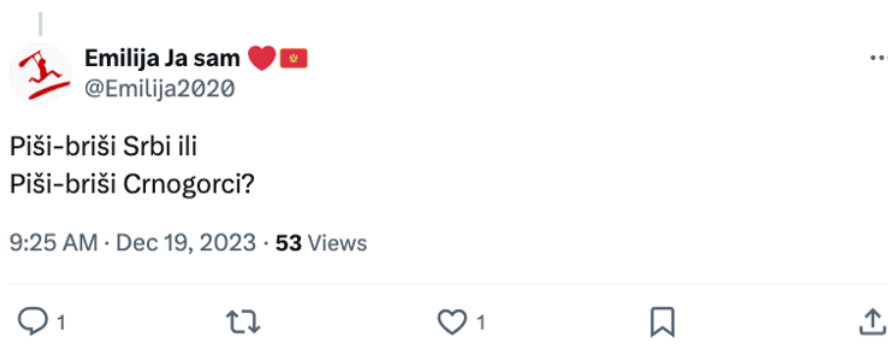 Emilija Ja sam ❤️🇲🇪
@Emilija2020
Piši-briši Srbi ili
Piši-briši Crnogorci?
9:25 AM · Dec 19, 2023 · 53 Views
1
1